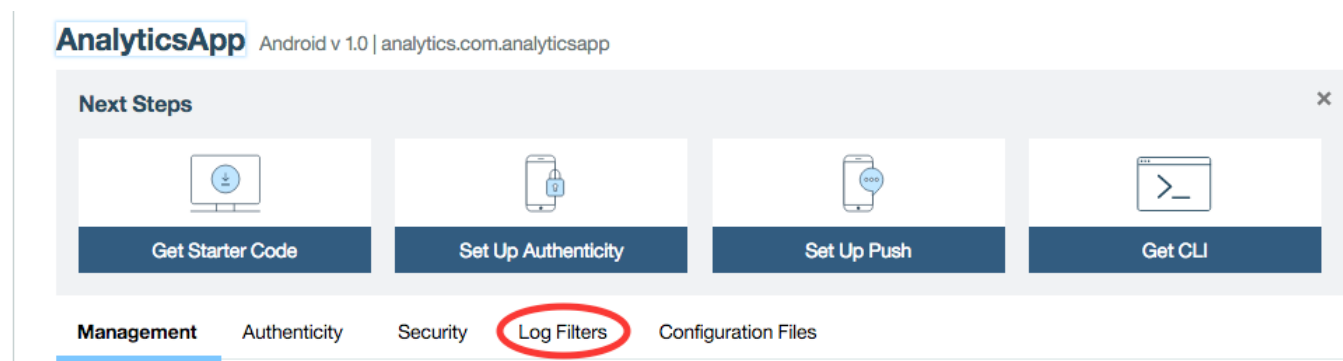 AnalyticsApp Android v 1.0 | analytics.com.analyticsapp
Next Steps ×
Get Starter Code Set Up Authenticity Set Up Push Get CLI
Management Authenticity Security Log Filters Configuration Files